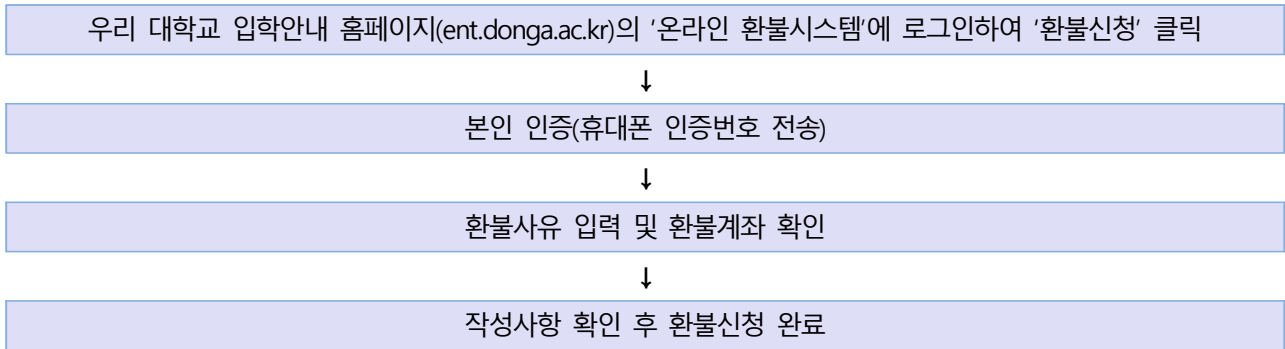 우리 대학교 입학안내 홈페이지(ent.donga.ac.kr)의 ‘온라인 환불시스템’에 로그인하여 ‘환불신청’ 클릭
↓
본인 인증(휴대폰 인증번호 전송)
↓
환불사유 입력 및 환불계좌 확인
↓
작성사항 확인 후 환불신청 완료